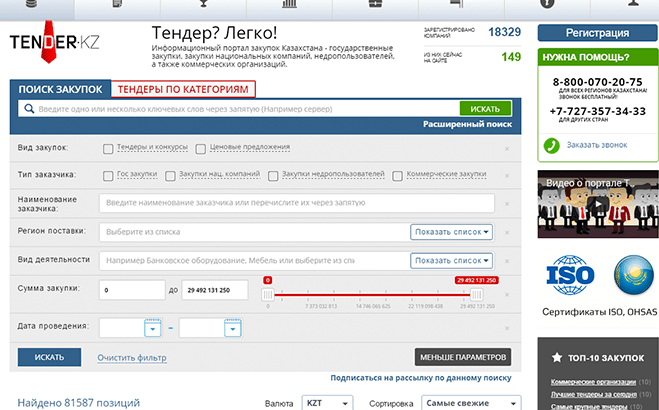 TENDER·KZ
Тендер? Легко!
Информационный портал закупок Казахстана - государственные
закупки, закупки национальных компаний, недропользователей,
а также коммерческих организаций.
ЗАРЕГИСТРИРОВАНО
КОМПАНИЙ
18329
ИЗ НИХ СЕЙЧАС
НА САЙТЕ
149
Регистрация
НУЖНА ПОМОЩЬ?
8-800-070-20-75
ДЛЯ ВСЕХ РЕГИОНОВ КАЗАХСТАНА!
ЗВОНОК БЕСПЛАТНЫЙ!
+7-727-357-34-33
ДЛЯ ДРУГИХ СТРАН
Заказать звонок
ПОИСК ЗАКУПОК
ТЕНДЕРЫ ПО КАТЕГОРИЯМ
Введите одно или несколько ключевых слов через запятую (Например сервер)
ИСКАТЬ
Расширенный поиск
Вид закупок:
Тендеры и конкурсы
Ценовые предложения
Тип заказчика:
Гос закупки
Закупки нац. компаний
Закупки недропользователей
Коммерческие закупки
Наименование
заказчика:
Введите наименование заказчика или перечислите их через запятую
Регион поставки:
Выберите из списка
Показать список
Вид деятельности
Например Банковское оборудование, Мебель или выберите из спи
Показать список
Сумма закупки:
0
до
29 492 131 250
0
29 492 131 250
0
7 373 032 813
14 746 065 625
22 119 098 438
29 492 131 250
Дата проведения:
–
ИСКАТЬ
Очистить фильтр
МЕНЬШЕ ПАРАМЕТРОВ
Подписаться на рассылку по данному поиску
Найдено 81587 позиций
Валюта
KZT
Сортировка
Самые свежие
Видео о портале T
ISO
Сертификаты ISO, OHSAS
ТОП-10 ЗАКУПОК
Коммерческие организации (10)
Лучшие тендеры за сегодня (10)
Самые крупные тендеры (10)